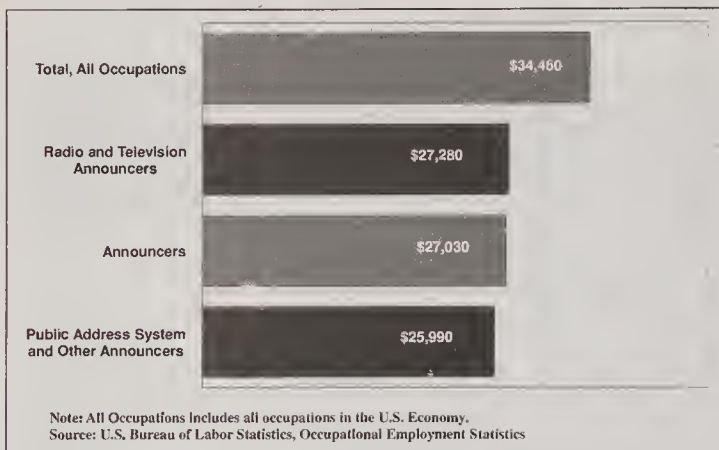 Total, All Occupations
$34,460
Radio and Television
Announcers
$27,280
Announcers
$27,030
Public Address System
and Other Announcers
$25,990
Note: All Occupations includes all occupations in the U.S. Economy.
Source: U.S. Bureau of Labor Statistics, Occupational Employment Statistics